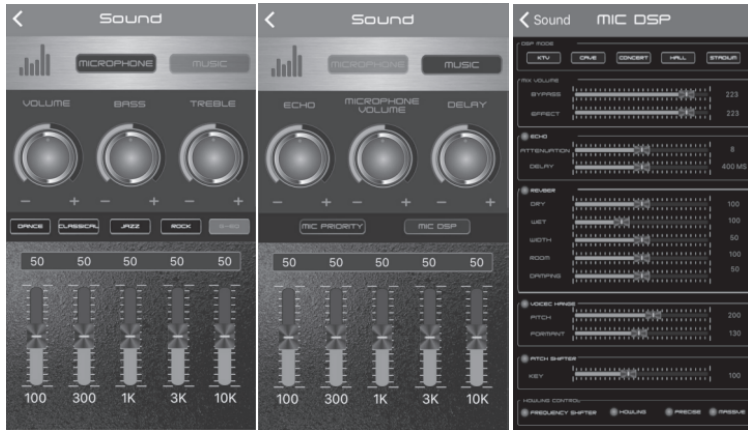 Sound
MICROPHONE MUSIC
VOLUME BASS TREBLE
− + − +
DANCE CLASSICAL JAZZ ROCK
50 50 50 50 50
100 300 1K 3K 10K
Sound
MICROPHONE MUSIC
ECHO MICROPHONE VOLUME DELAY
− + − +
MIC PRIORITY MIC DSP
50 50 50 50 50
100 300 1K 3K 10K
Sound MIC DSP
DSP MODE
KTV CAVE CONCERT HALL STADIUM
MIX VOLUME
BYPASS 223
EFFECT 223
ECHO
ATTENUATION 8
DELAY 400 MS
REVBER
DRY 100
WET 100
WIDTH 50
ROOM 100
DAMPING 50
VOCIEC HANGE
PITCH 200
FORMANT 130
PITCH SHIFTER
KEY 100
HOWLING CONTROL
FREQUENCY SHIFTER HOWLING PRECISE MASSIVE